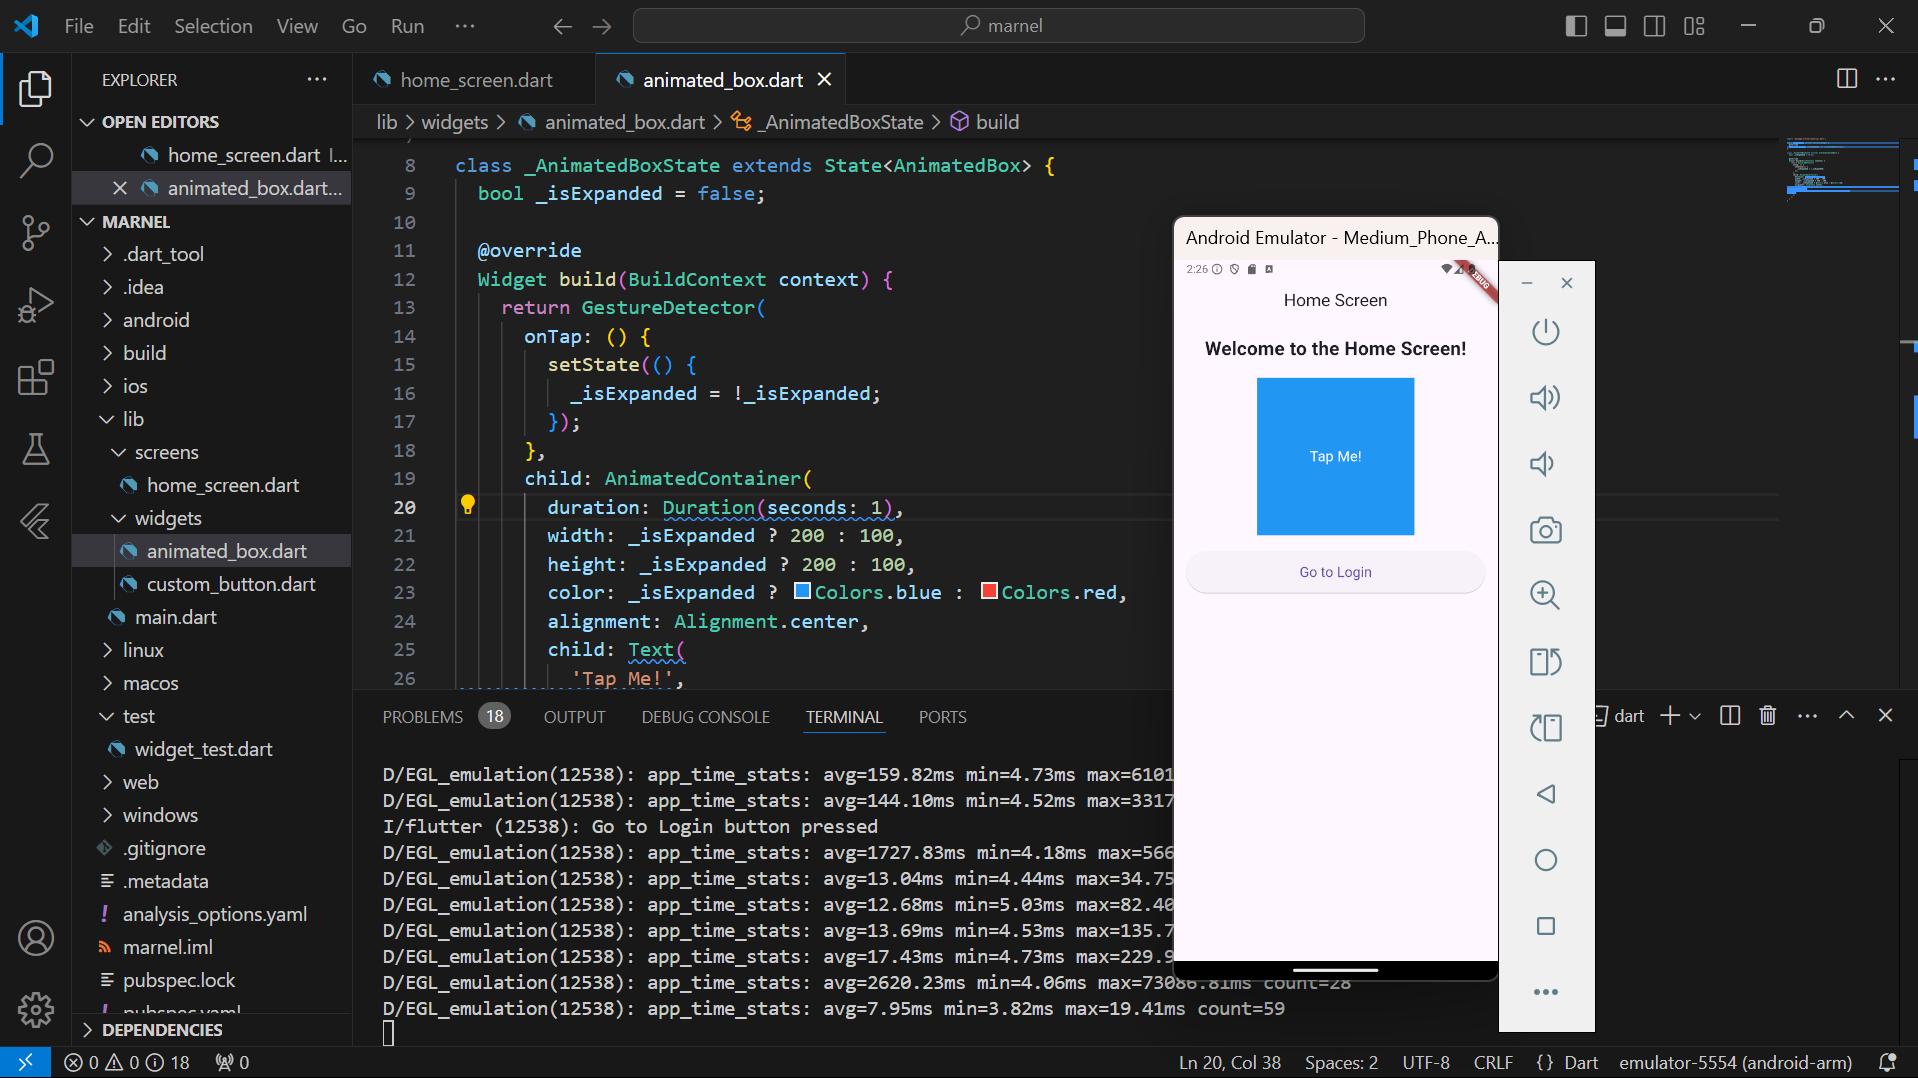 File Edit Selection View Go Run ...
marnel
EXPLORER
OPEN EDITORS
home_screen.dart l...
animated_box.dart...
MARNEL
.dart_tool
.idea
android
build
ios
lib
screens
home_screen.dart
widgets
animated_box.dart
custom_button.dart
main.dart
linux
macos
test
widget_test.dart
web
windows
.gitignore
.metadata
analysis_options.yaml
marnel.iml
pubspec.lock
pubspec.yaml
DEPENDENCIES
home_screen.dart
animated_box.dart
lib > widgets > animated_box.dart > _AnimatedBoxState > build
8 class _AnimatedBoxState extends State<AnimatedBox> {
9 bool _isExpanded = false;
10
11 @override
12 Widget build(BuildContext context) {
13 return GestureDetector(
14 onTap: () {
15 setState(() {
16 _isExpanded = !_isExpanded;
17 });
18 },
19 child: AnimatedContainer(
20 duration: Duration(seconds: 1),
21 width: _isExpanded ? 200 : 100,
22 height: _isExpanded ? 200 : 100,
23 color: _isExpanded ? Colors.blue : Colors.red,
24 alignment: Alignment.center,
25 child: Text(
26 'Tap Me!',
Android Emulator - Medium_Phone_A...
2:26
Home Screen
Welcome to the Home Screen!
Tap Me!
Go to Login
PROBLEMS 18 OUTPUT DEBUG CONSOLE TERMINAL PORTS
dart
D/EGL_emulation(12538): app_time_stats: avg=159.82ms min=4.73ms max=6101
D/EGL_emulation(12538): app_time_stats: avg=144.10ms min=4.52ms max=3317
I/flutter (12538): Go to Login button pressed
D/EGL_emulation(12538): app_time_stats: avg=1727.83ms min=4.18ms max=566
D/EGL_emulation(12538): app_time_stats: avg=13.04ms min=4.44ms max=34.75
D/EGL_emulation(12538): app_time_stats: avg=12.68ms min=5.03ms max=82.40
D/EGL_emulation(12538): app_time_stats: avg=13.69ms min=4.53ms max=135.7
D/EGL_emulation(12538): app_time_stats: avg=17.43ms min=4.73ms max=229.9
D/EGL_emulation(12538): app_time_stats: avg=2620.23ms min=4.06ms max=73086.81ms count=28
D/EGL_emulation(12538): app_time_stats: avg=7.95ms min=3.82ms max=19.41ms count=59
0 0 18 0
Ln 20, Col 38 Spaces: 2 UTF-8 CRLF {} Dart emulator-5554 (android-arm)